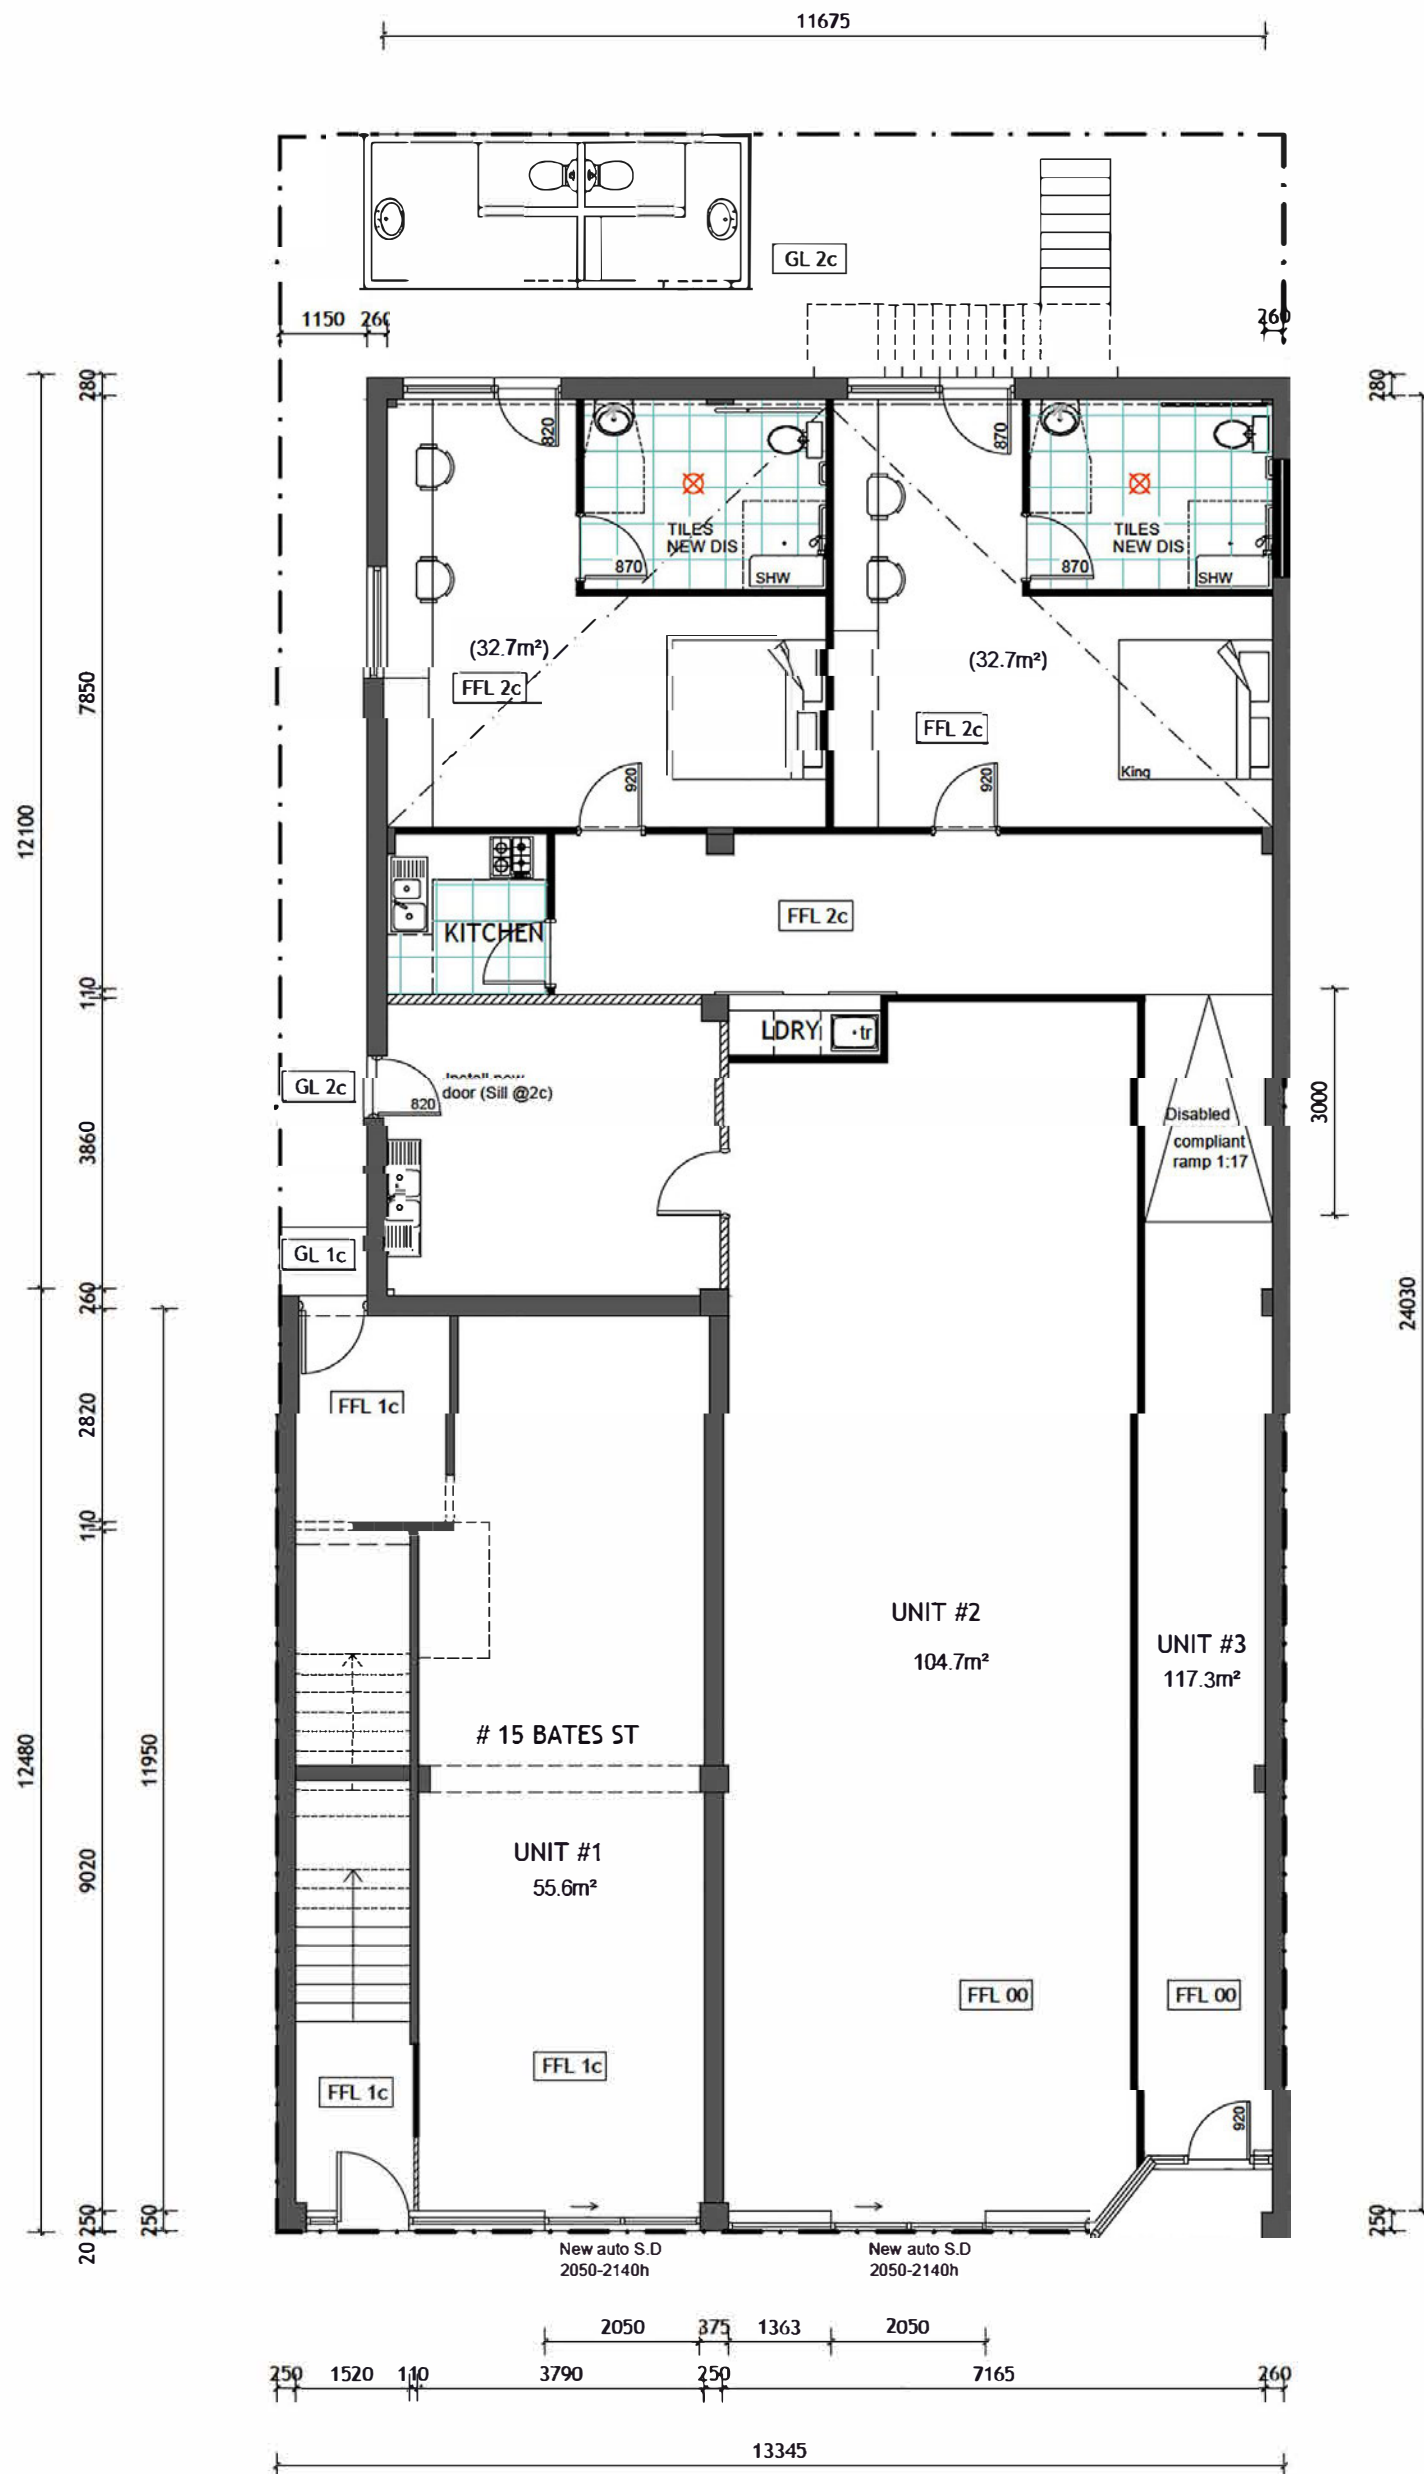 11675
GL 2c
1150
260
260
280
280
820
870
TILES
NEW DIS
870
SHW
TILES
NEW DIS
870
SHW
(32.7m²)
FFL 2c
(32.7m²)
FFL 2c
King
7850
920
920
12100
KITCHEN
FFL 2c
110
LDRY
tr
GL 2c
820
door (Sill @2c)
Disabled
compliant
ramp 1:17
3000
3860
GL 1c
260
24030
FFL 1c
2820
110
UNIT #2
104.7m²
UNIT #3
117.3m²
# 15 BATES ST
12480
11950
UNIT #1
55.6m²
9020
FFL 00
FFL 00
FFL 1c
FFL 1c
920
250
20
250
250
New auto S.D
2050-2140h
New auto S.D
2050-2140h
2050
375
1363
2050
250
1520
110
3790
250
7165
260
13345